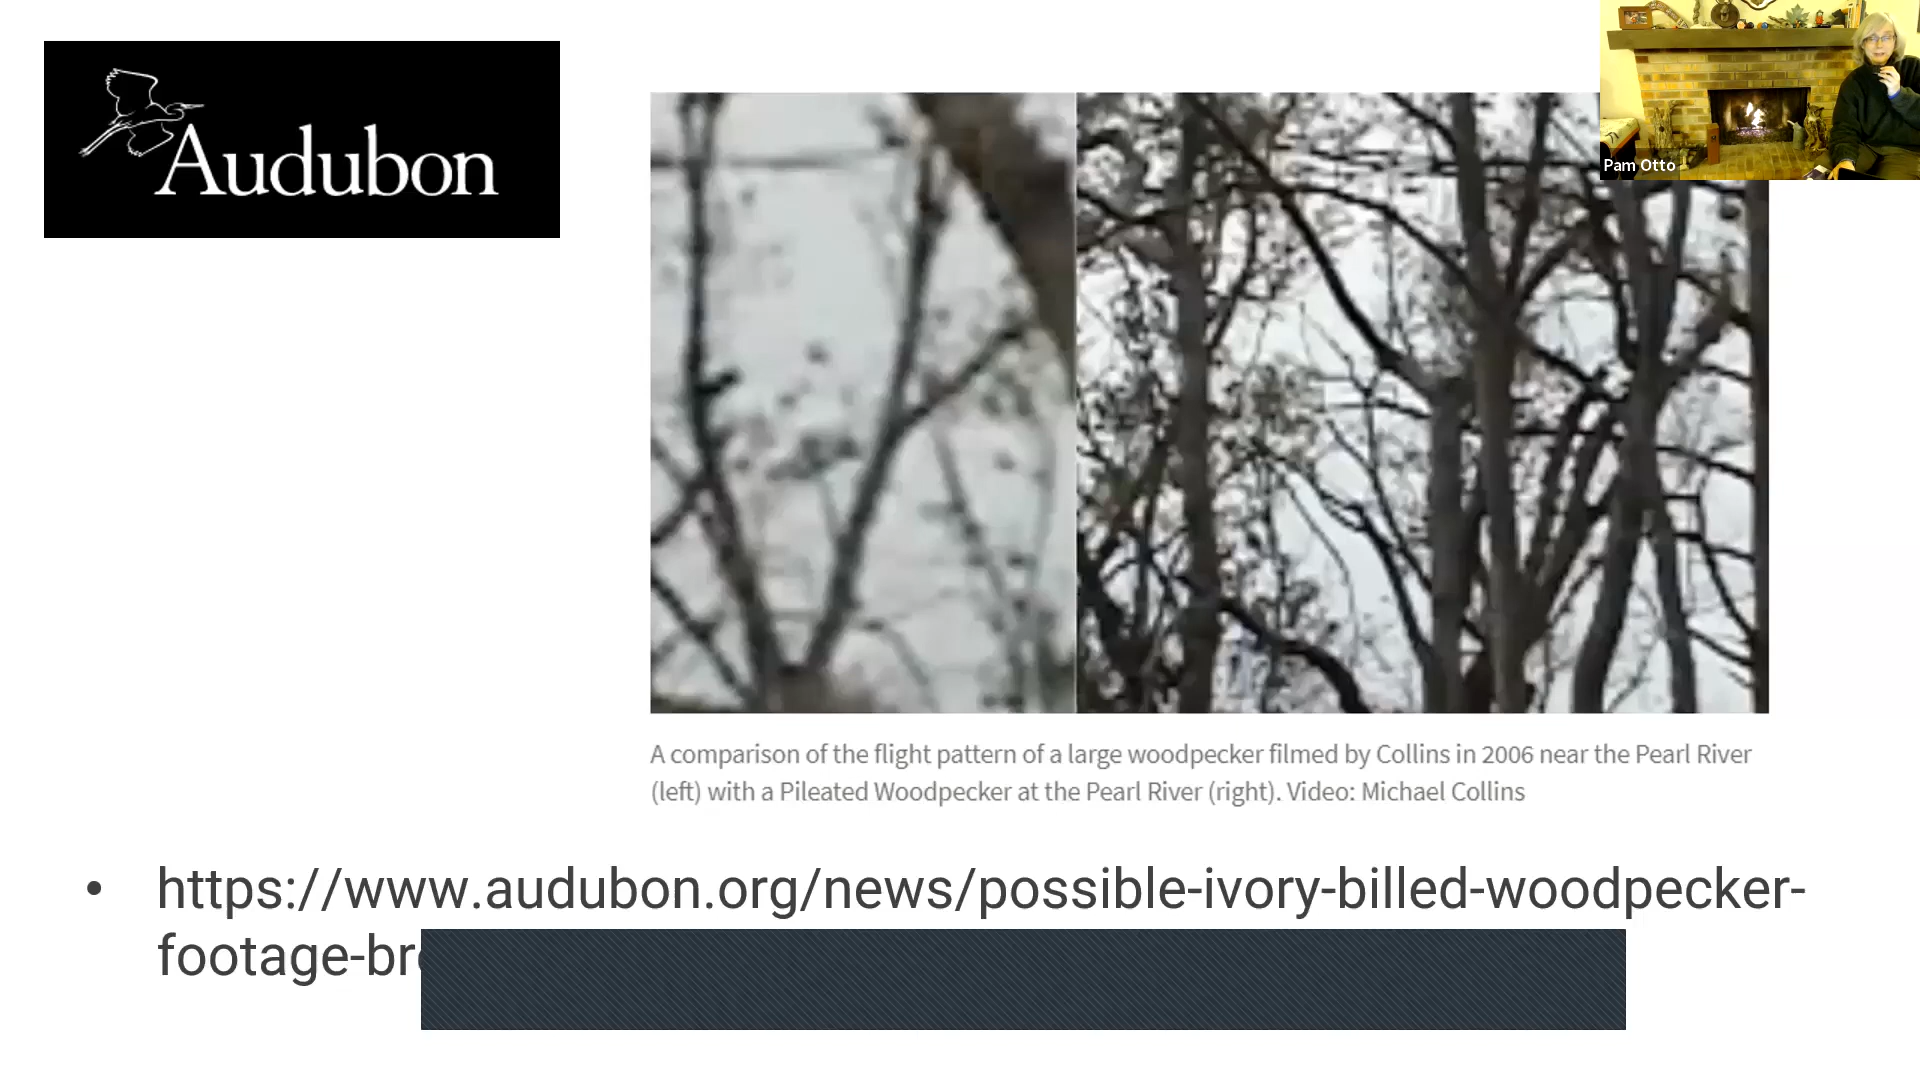 Audubon
Pam Otto
A comparison of the flight pattern of a large woodpecker filmed by Collins in 2006 near the Pearl River
(left) with a Pileated Woodpecker at the Pearl River (right). Video: Michael Collins
• https://www.audubon.org/news/possible-ivory-billed-woodpecker-
footage-br